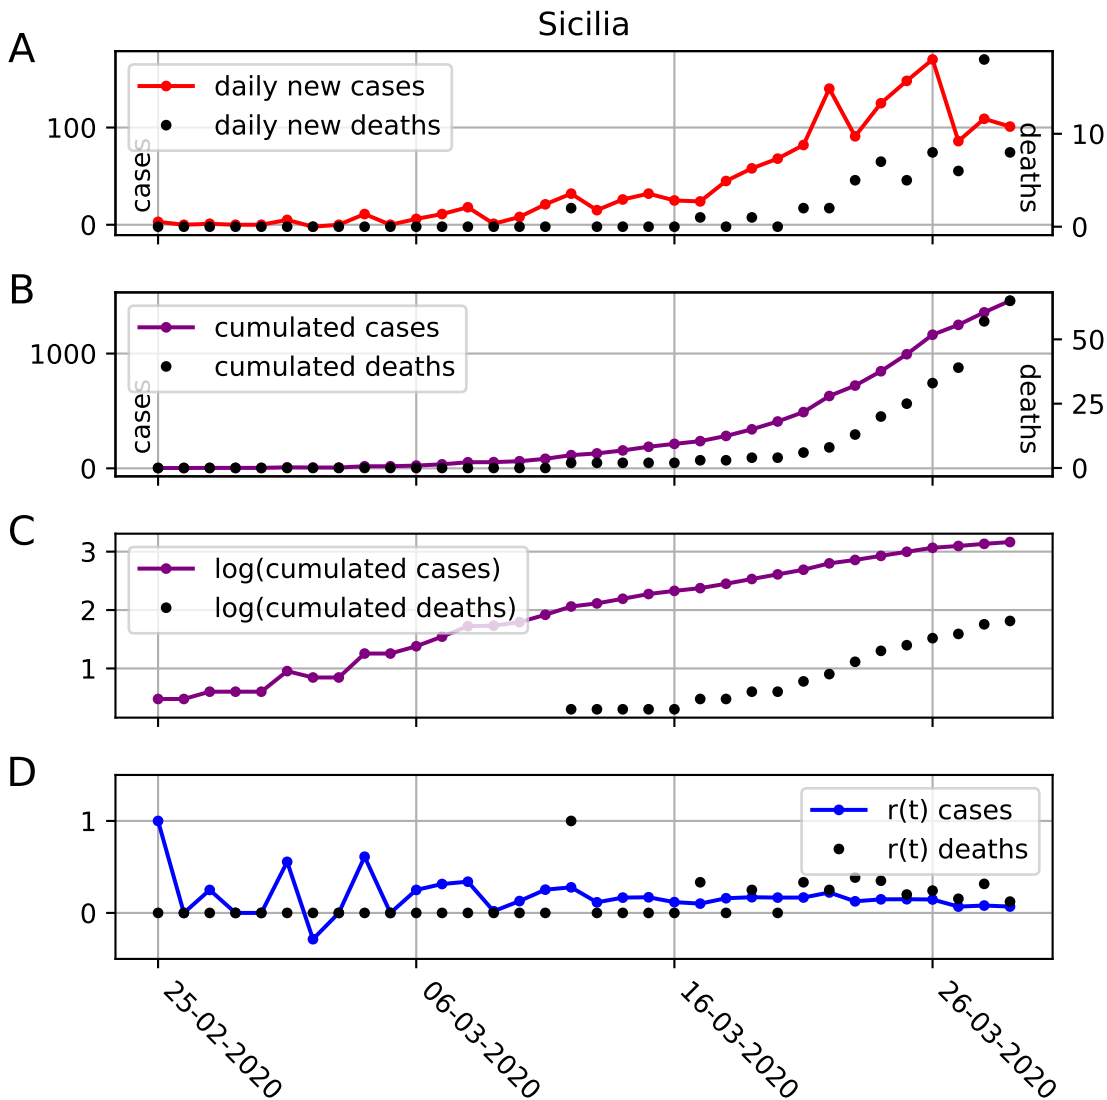 Sicilia
A
daily new cases
daily new deaths
100
0
cases
10
0
deaths
B
cumulated cases
cumulated deaths
1000
0
cases
50
25
0
deaths
C
log(cumulated cases)
log(cumulated deaths)
3
2
1
D
r(t) cases
r(t) deaths
1
0
25-02-2020
06-03-2020
16-03-2020
26-03-2020